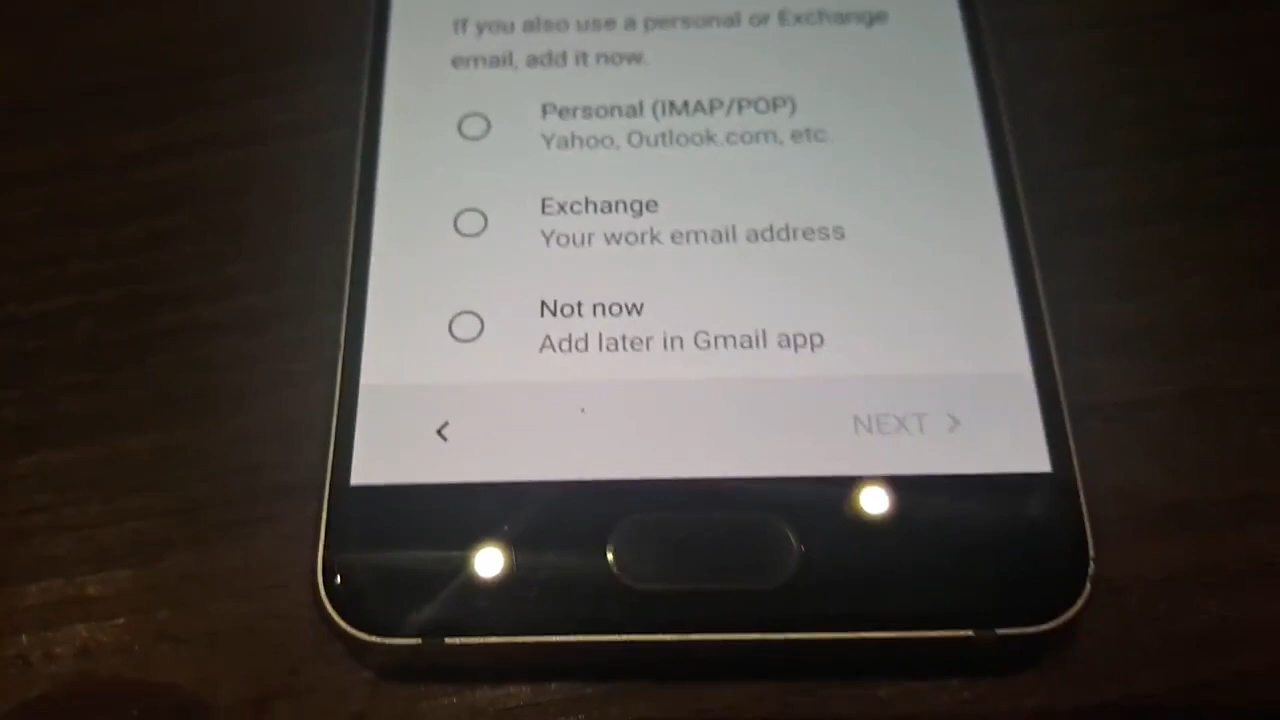 If you also use a personal or Exchange
email, add it now.
Personal (IMAP/POP)
Yahoo, Outlook.com, etc.
Exchange
Your work email address
Not now
Add later in Gmail app
NEXT